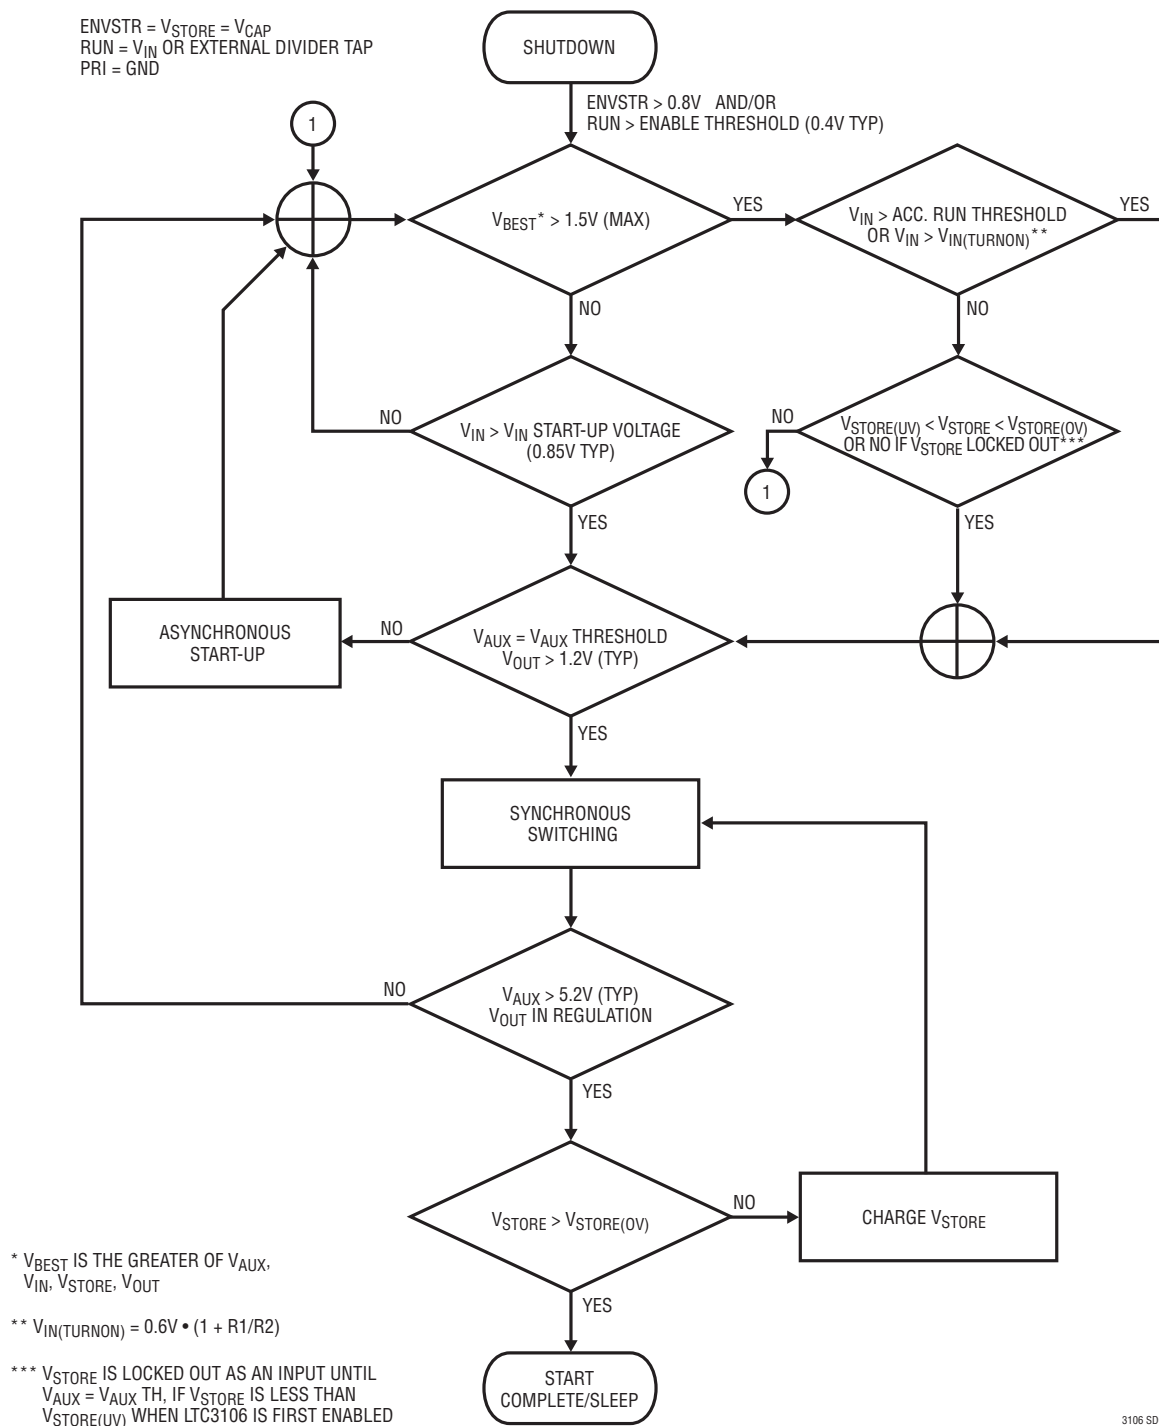 ENVSTR = VSTORE = VCAP
RUN = VIN OR EXTERNAL DIVIDER TAP
PRI = GND
SHUTDOWN
ENVSTR > 0.8V AND/OR
RUN > ENABLE THRESHOLD (0.4V TYP)
1
VBEST* > 1.5V (MAX)
YES
VIN > ACC. RUN THRESHOLD
OR VIN > VIN(TURNON)**
YES
NO
NO
NO
VIN > VIN START-UP VOLTAGE
(0.85V TYP)
NO
VSTORE(UV) < VSTORE < VSTORE(OV)
OR NO IF VSTORE LOCKED OUT***
1
YES
YES
ASYNCHRONOUS
START-UP
NO
VAUX = VAUX THRESHOLD
VOUT > 1.2V (TYP)
YES
SYNCHRONOUS
SWITCHING
NO
VAUX > 5.2V (TYP)
VOUT IN REGULATION
YES
VSTORE > VSTORE(OV)
NO
CHARGE VSTORE
YES
START
COMPLETE/SLEEP
* VBEST IS THE GREATER OF VAUX,
VIN, VSTORE, VOUT
** VIN(TURNON) = 0.6V • (1 + R1/R2)
*** VSTORE IS LOCKED OUT AS AN INPUT UNTIL
VAUX = VAUX TH, IF VSTORE IS LESS THAN
VSTORE(UV) WHEN LTC3106 IS FIRST ENABLED
3106 SD